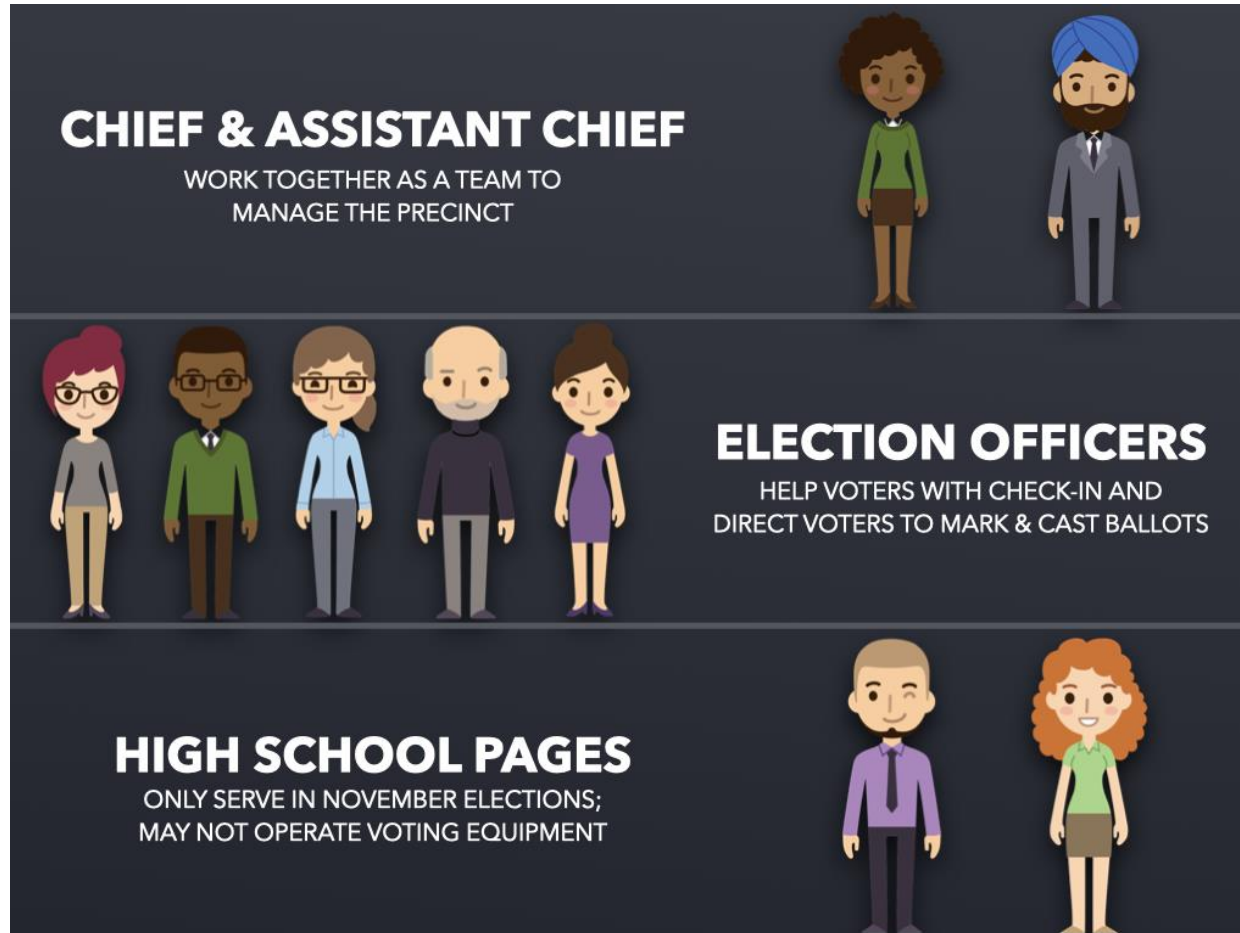 CHIEF & ASSISTANT CHIEF
WORK TOGETHER AS A TEAM TO
MANAGE THE PRECINCT
ELECTION OFFICERS
HELP VOTERS WITH CHECK-IN AND
DIRECT VOTERS TO MARK & CAST BALLOTS
HIGH SCHOOL PAGES
ONLY SERVE IN NOVEMBER ELECTIONS;
MAY NOT OPERATE VOTING EQUIPMENT